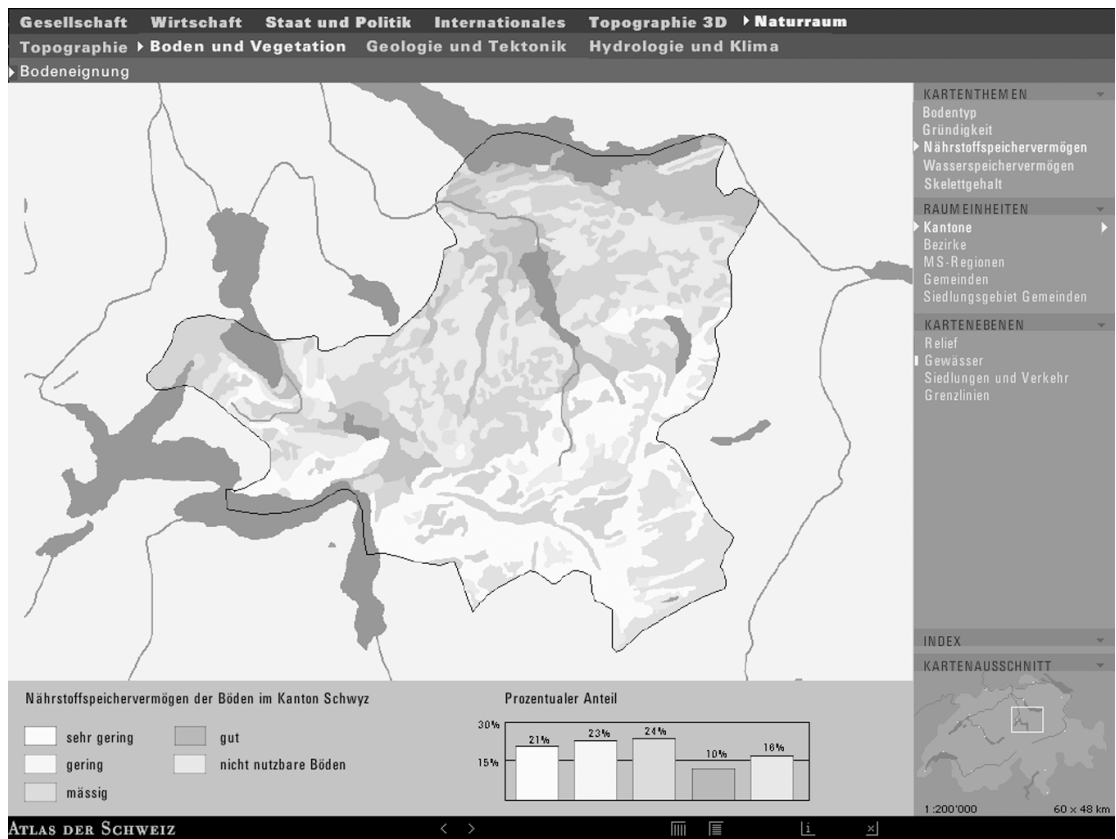 Gesellschaft Wirtschaft Staat und Politik Internationales Topographie 3D Naturraum
Topographie Boden und Vegetation Geologie und Tektonik Hydrologie und Klima
Bodeneignung
KARTENTHEMEN
Bodentyp
Gründigkeit
Nährstoffspeichervermögen
Wasserspeichervermögen
Skelettgehalt
RAUMEINHEITEN
Kantone
Bezirke
MS-Regionen
Gemeinden
Siedlungsgebiet Gemeinden
KARTENEBENEN
Relief
Gewässer
Siedlungen und Verkehr
Grenzlinien
INDEX
KARTENAUSSCHNITT
1:200'000 60 x 48 km
Nährstoffspeichervermögen der Böden im Kanton Schwyz
sehr gering
gering
mässig
gut
nicht nutzbare Böden
Prozentualer Anteil
30%
15%
21% 23% 24% 10% 16%
ATLAS DER SCHWEIZ
< > i x